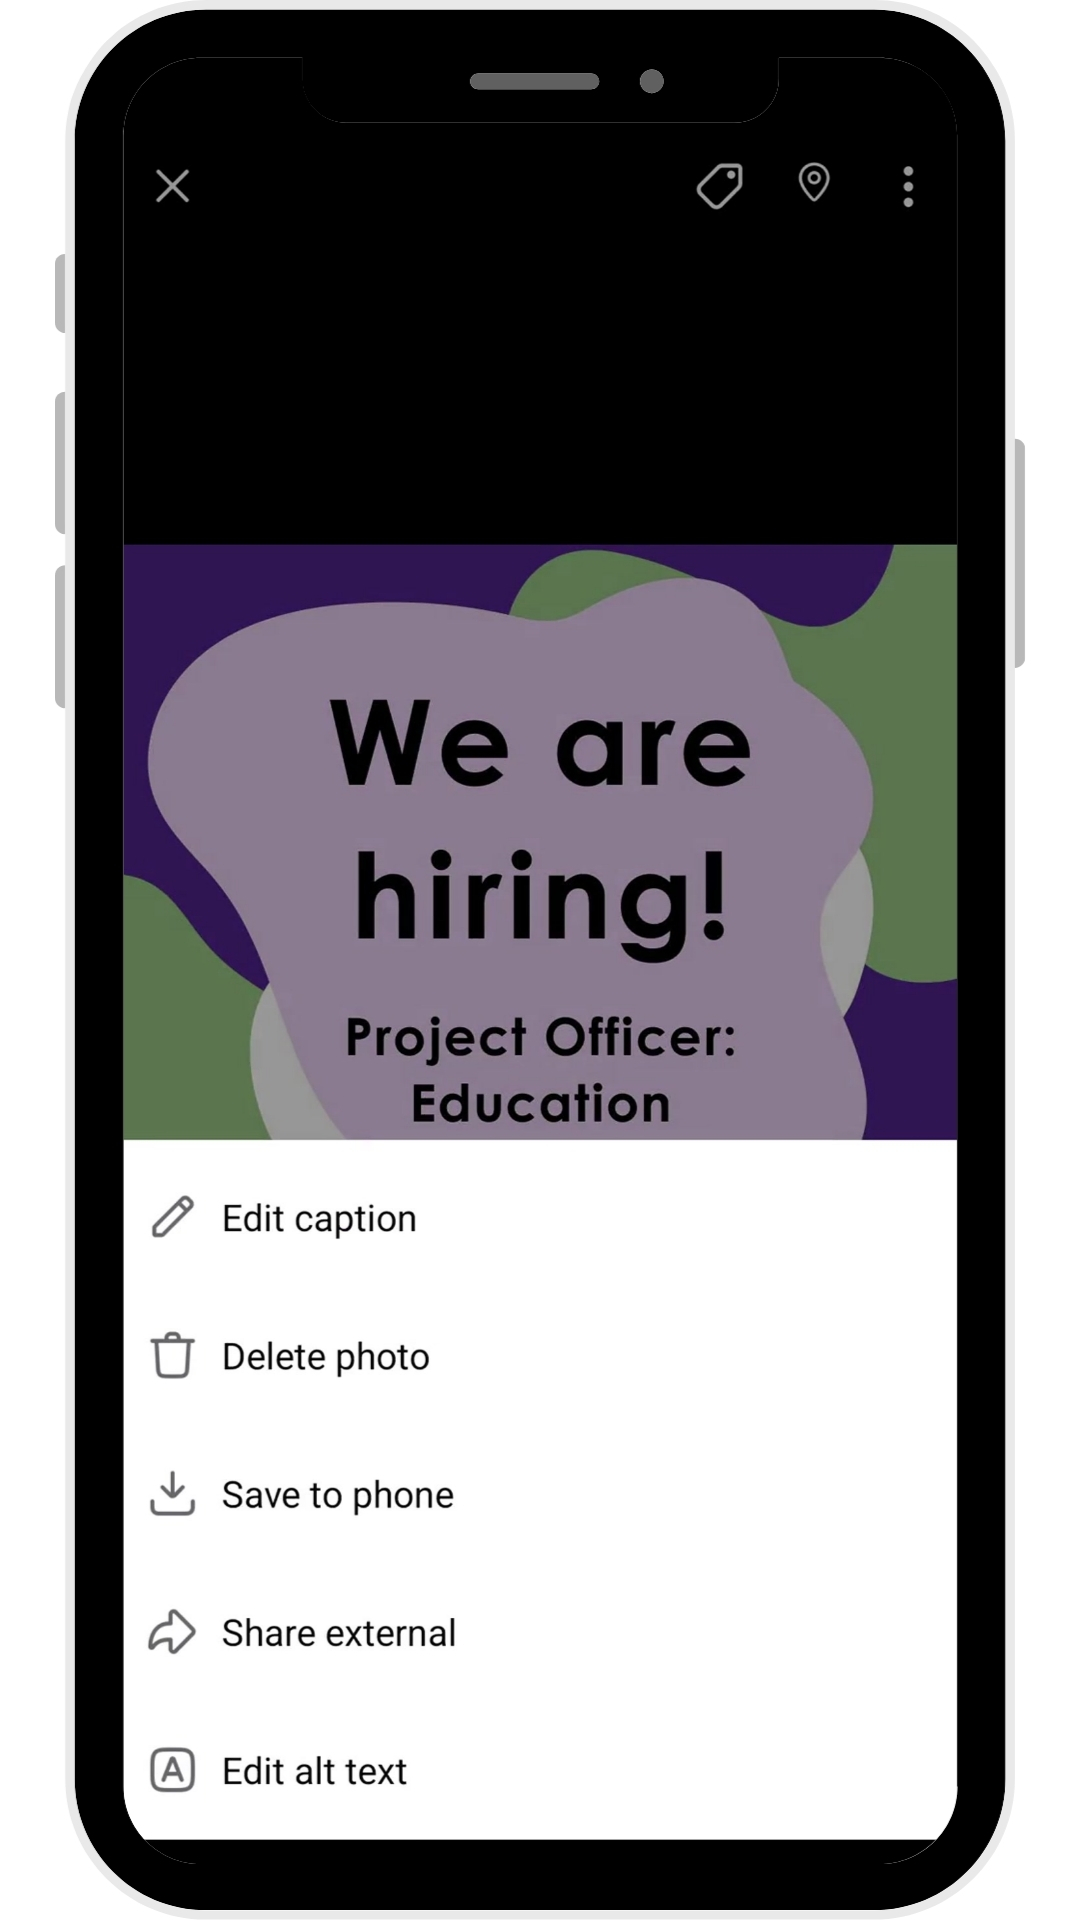 We are
hiring!
Project Officer:
Education
Edit caption
Delete photo
Save to phone
Share external
Edit alt text